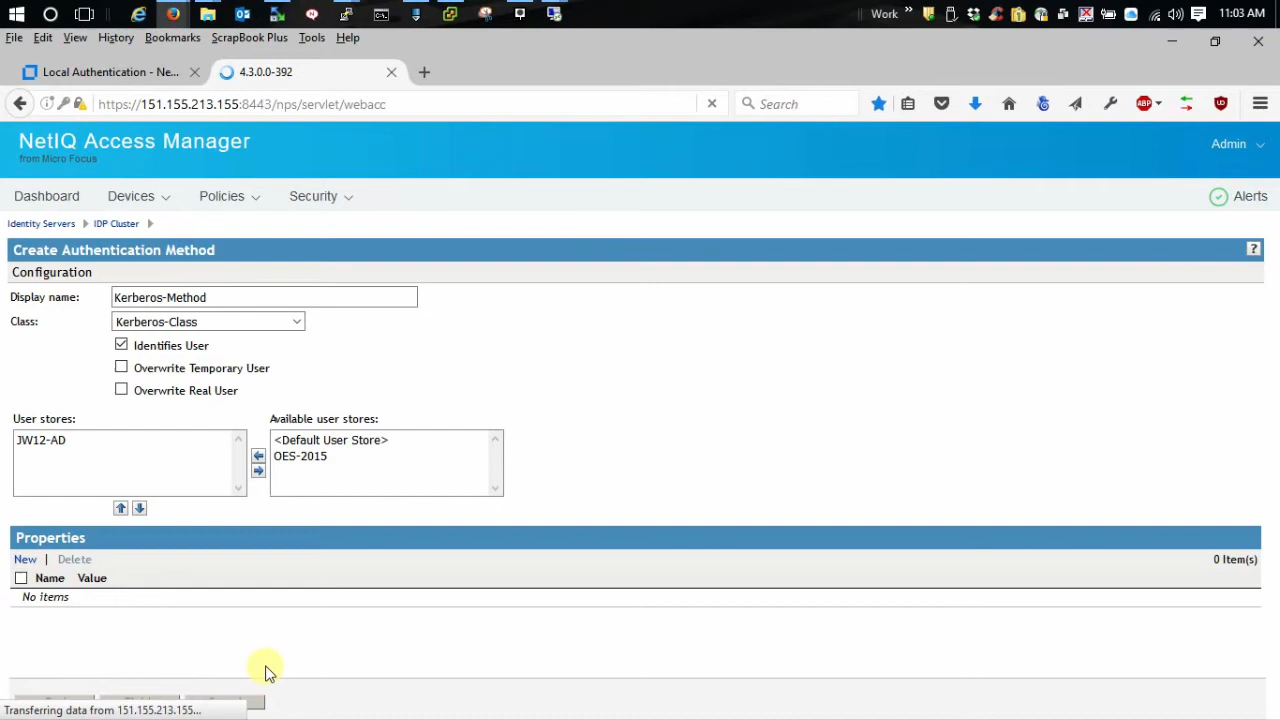 Work »
11:03 AM
File Edit View History Bookmarks ScrapBook Plus Tools Help
Local Authentication - Ne...
4.3.0.0-392
https://151.155.213.155:8443/nps/servlet/webacc
Search
ABP
NetIQ Access Manager
from Micro Focus
Admin
Dashboard Devices Policies Security
Alerts
Identity Servers IDP Cluster
Create Authentication Method
?
Configuration
Display name: Kerberos-Method
Class: Kerberos-Class
Identifies User
Overwrite Temporary User
Overwrite Real User
User stores: Available user stores:
JW12-AD
<Default User Store>
OES-2015
Properties
New | Delete
0 Item(s)
Name Value
No items
Transferring data from 151.155.213.155...